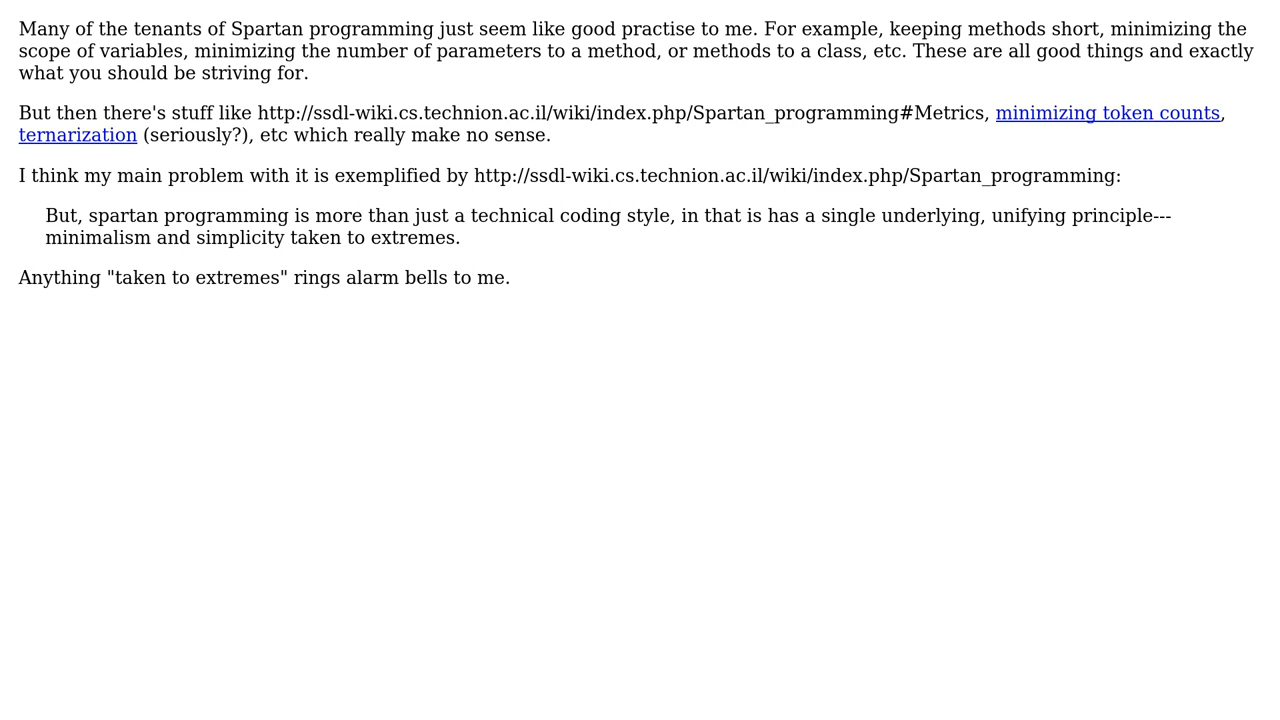 Many of the tenants of Spartan programming just seem like good practise to me. For example, keeping methods short, minimizing the
scope of variables, minimizing the number of parameters to a method, or methods to a class, etc. These are all good things and exactly
what you should be striving for.
But then there's stuff like http://ssdl-wiki.cs.technion.ac.il/wiki/index.php/Spartan_programming#Metrics, minimizing token counts,
ternarization (seriously?), etc which really make no sense.
I think my main problem with it is exemplified by http://ssdl-wiki.cs.technion.ac.il/wiki/index.php/Spartan_programming:
But, spartan programming is more than just a technical coding style, in that is has a single underlying, unifying principle---
minimalism and simplicity taken to extremes.
Anything "taken to extremes" rings alarm bells to me.